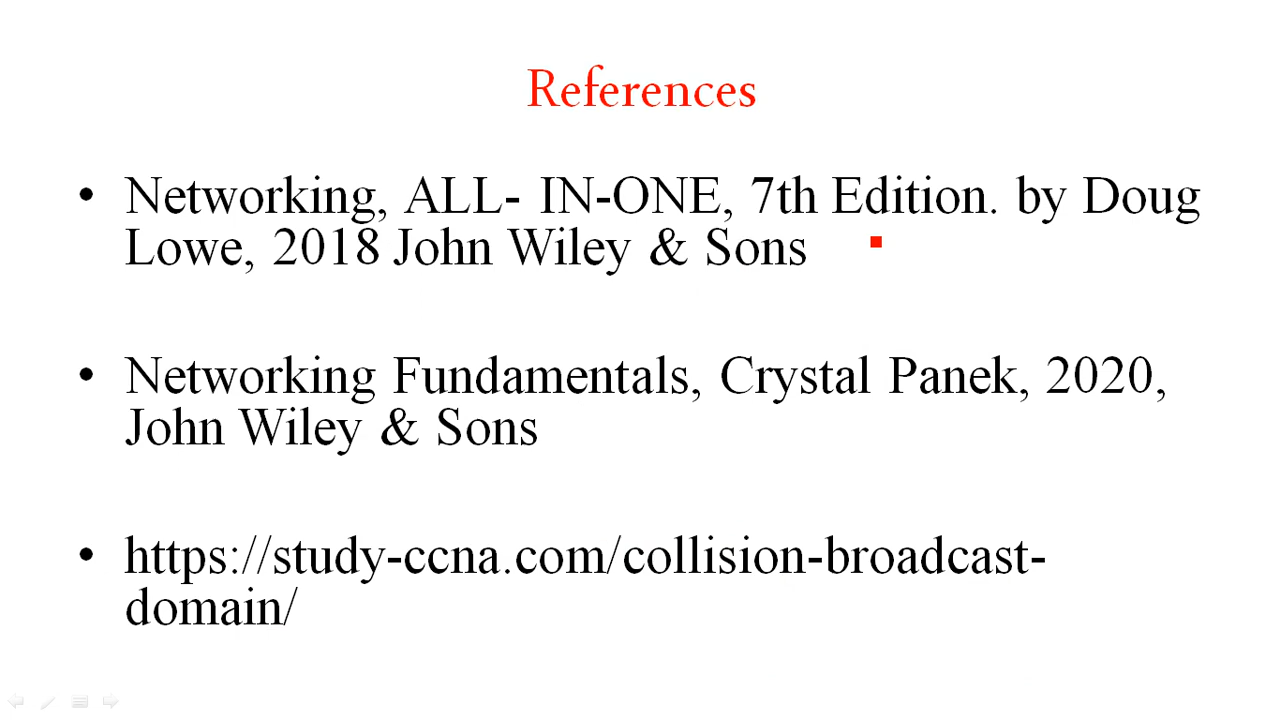 References
• Networking, ALL- IN-ONE, 7th Edition. by Doug
Lowe, 2018 John Wiley & Sons
• Networking Fundamentals, Crystal Panek, 2020,
John Wiley & Sons
• https://study-ccna.com/collision-broadcast-
domain/